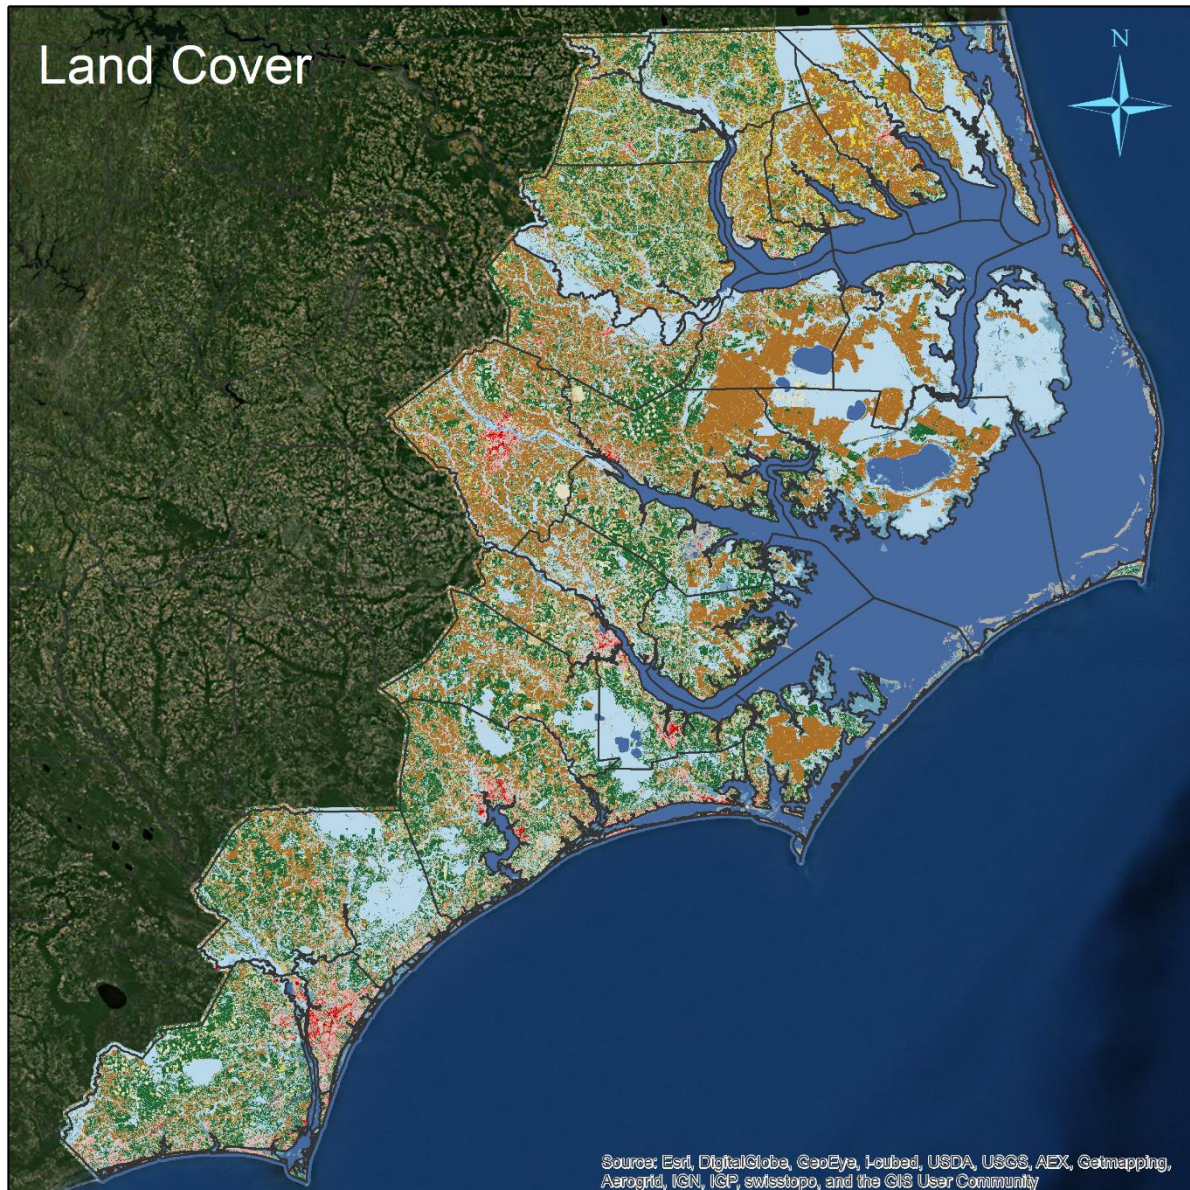 Land Cover
N
Source: Esri, DigitalGlobe, GeoEye, i-cubed, USDA, USGS, AEX, Getmapping,
Aerogrid, IGN, IGP, swisstopo, and the GIS User Community